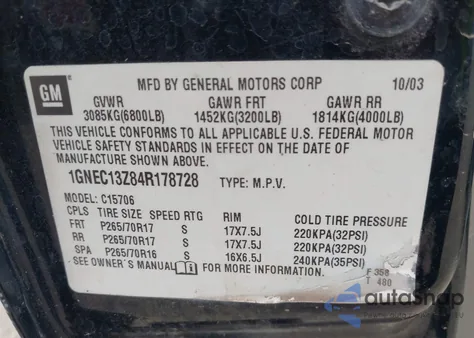 GM
MFD BY GENERAL MOTORS CORP 10/03
GVWR GAWR FRT GAWR RR
3085KG(6800LB) 1452KG(3200LB) 1814KG(4000LB)
THIS VEHICLE CONFORMS TO ALL APPLICABLE U.S. FEDERAL MOTOR
VEHICLE SAFETY STANDARDS IN EFFECT ON THE DATE OF
MANUFACTURE SHOWN ABOVE.
1GNEC13Z84R178728 TYPE: M.P.V.
MODEL: C15706
CPLS TIRE SIZE SPEED RTG RIM COLD TIRE PRESSURE
FRT P265/70R17 S 17X7.5J 220KPA(32PSI)
RR P265/70R17 S 17X7.5J 220KPA(32PSI)
SPA P265/70R16 S 16X6.5J 240KPA(35PSI)
SEE OWNER'S MANUAL FOR MORE INFORMATION
F 358
T 480
autoShop